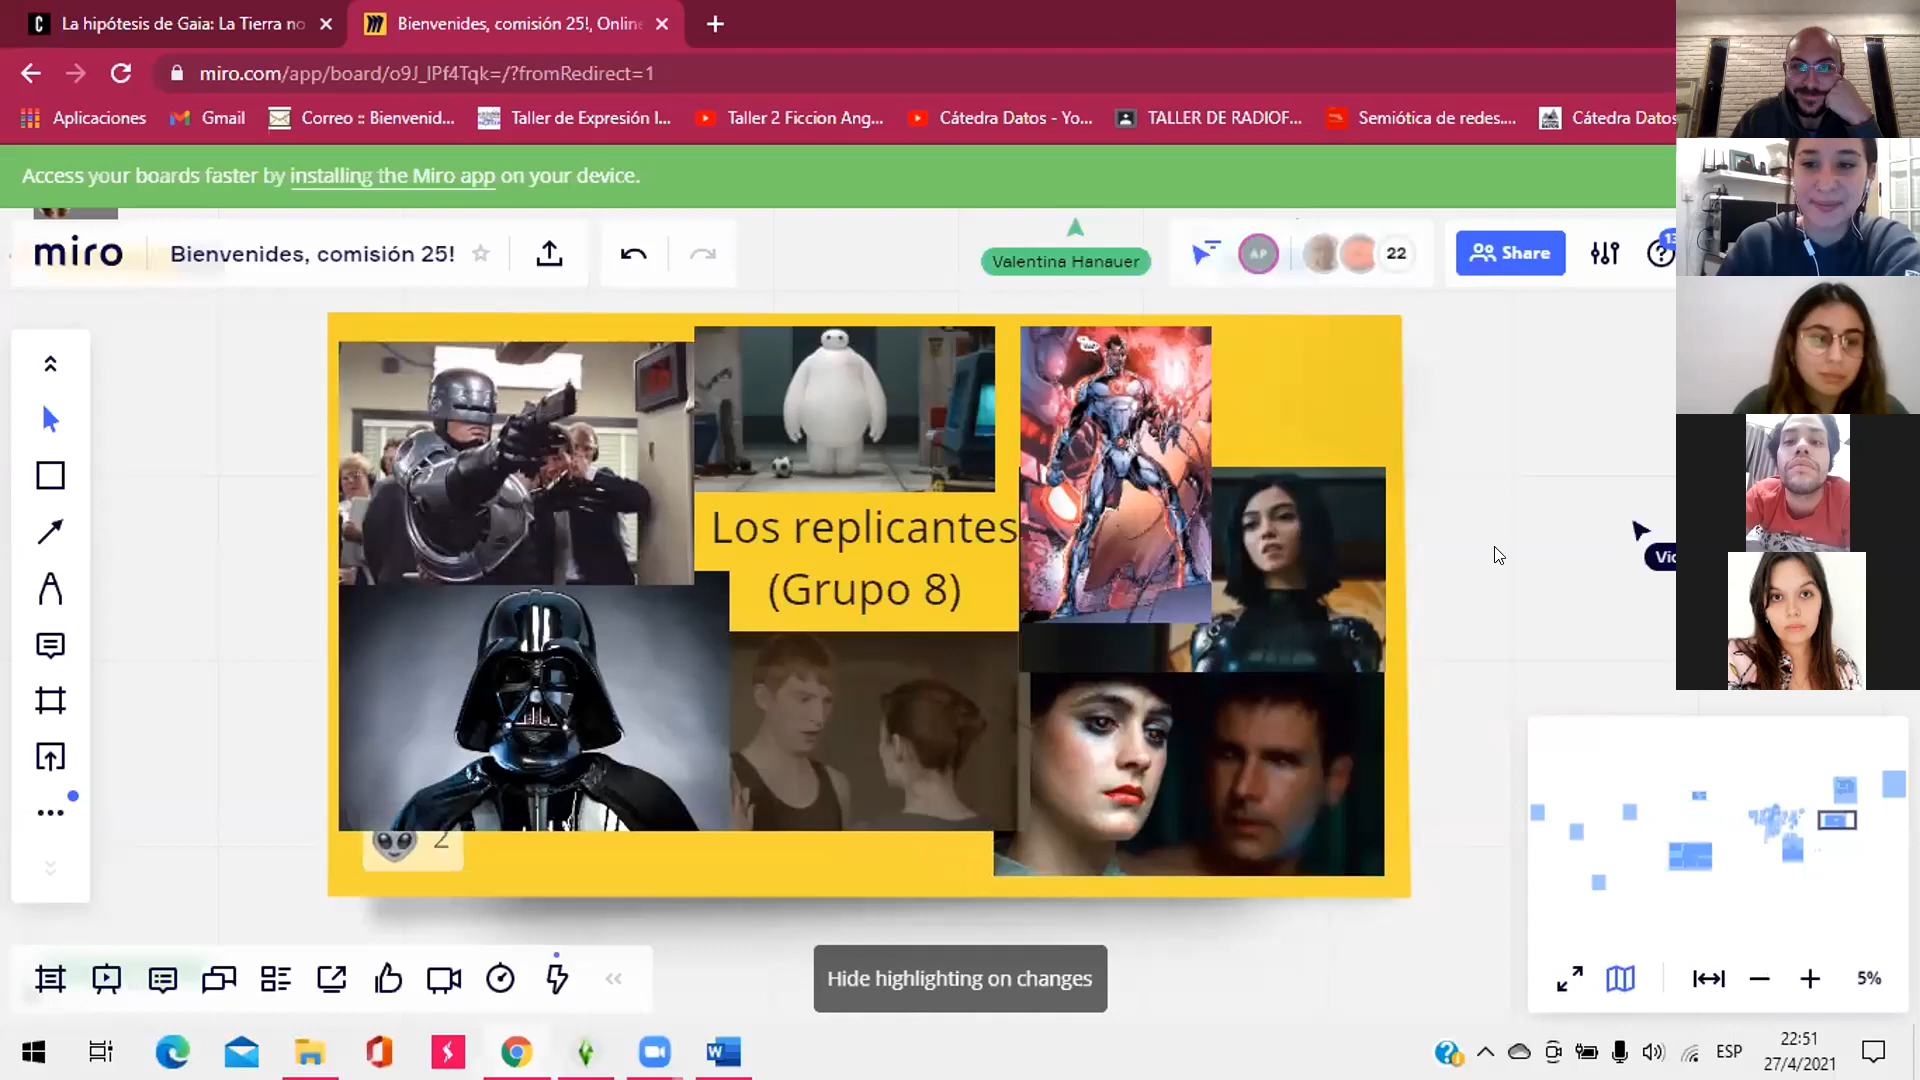 La hipótesis de Gaia: La Tierra no
Bienvenides, comisión 25!, Online
miro.com/app/board/o9J_lPf4Tqk=/?fromRedirect=1
Aplicaciones
Gmail
Correo :: Bienvenid...
Taller de Expresión I...
Taller 2 Ficcion Ang...
Cátedra Datos - Yo...
TALLER DE RADIOF...
Semiótica de redes....
Cátedra Datos
Access your boards faster by installing the Miro app on your device.
miro
Bienvenides, comisión 25!
Valentina Hanauer
AP
22
Share
13
Los replicantes
(Grupo 8)
Vic
2
Hide highlighting on changes
5%
ESP
22:51
27/4/2021